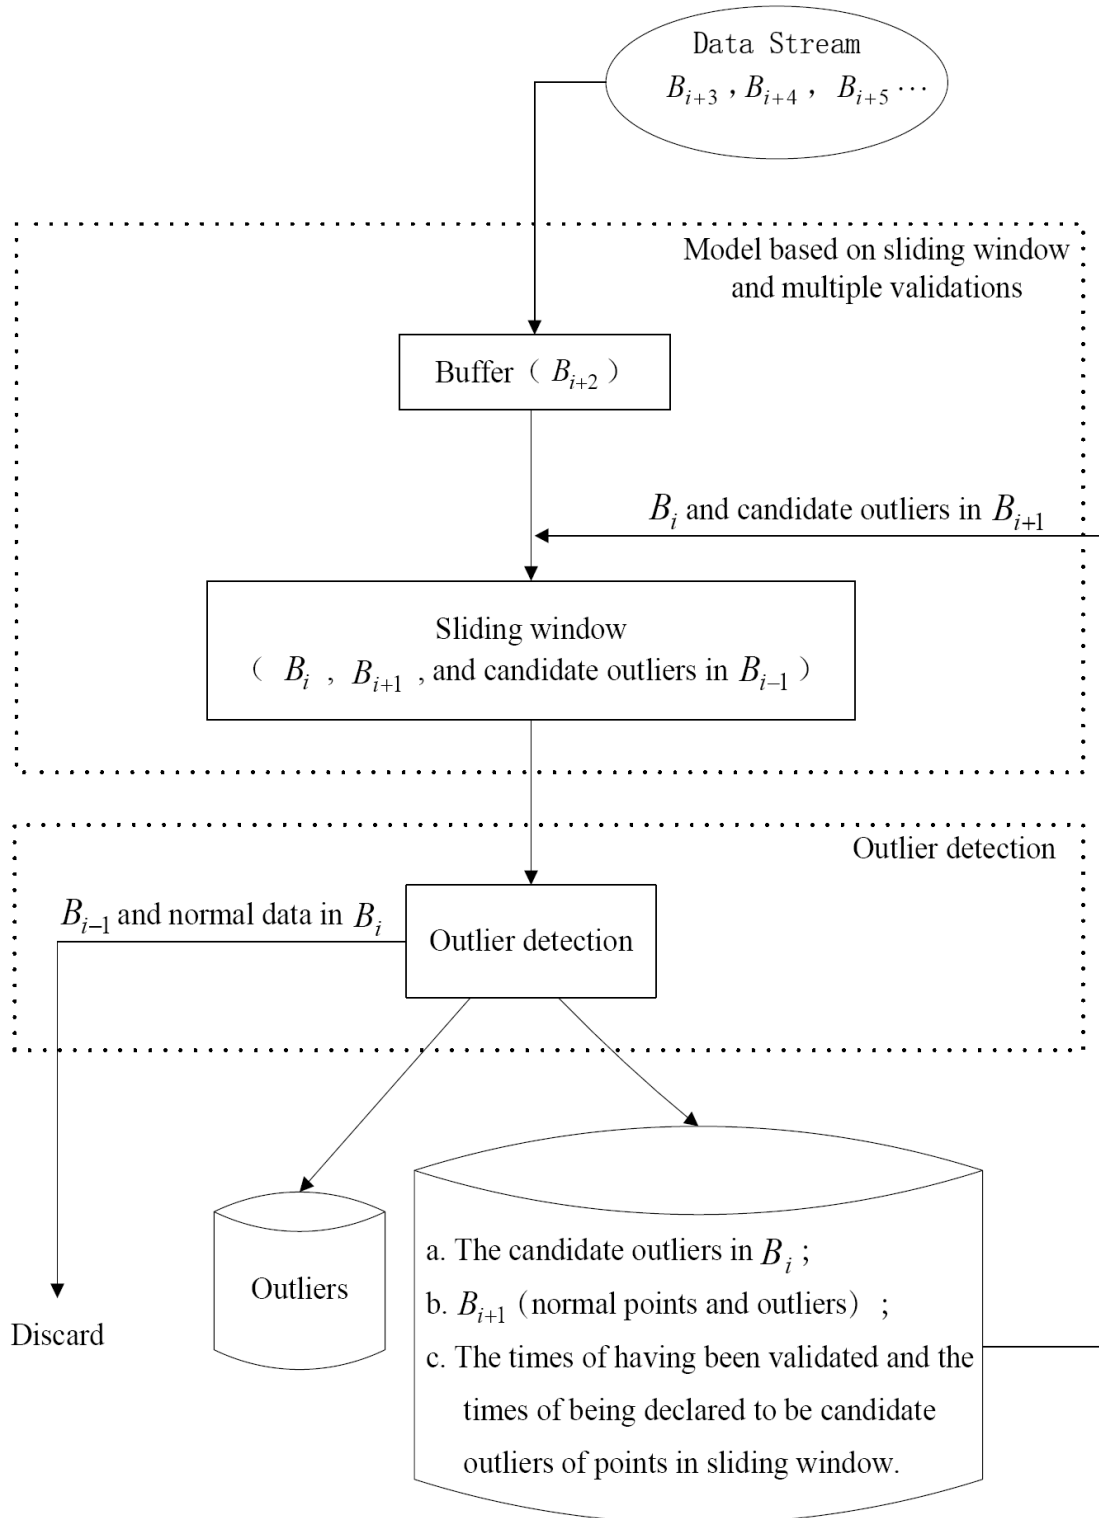 Data Stream
B_{i+3} , B_{i+4} , B_{i+5} ⋯
Model based on sliding window
and multiple validations
Buffer ( B_{i+2} )
B_i and candidate outliers in B_{i+1}
Sliding window
( B_i , B_{i+1} , and candidate outliers in B_{i−1} )
Outlier detection
B_{i−1} and normal data in B_i
Outlier detection
a. The candidate outliers in B_i ;
Outliers
b. B_{i+1} (normal points and outliers) ;
Discard
c. The times of having been validated and the
times of being declared to be candidate
outliers of points in sliding window.